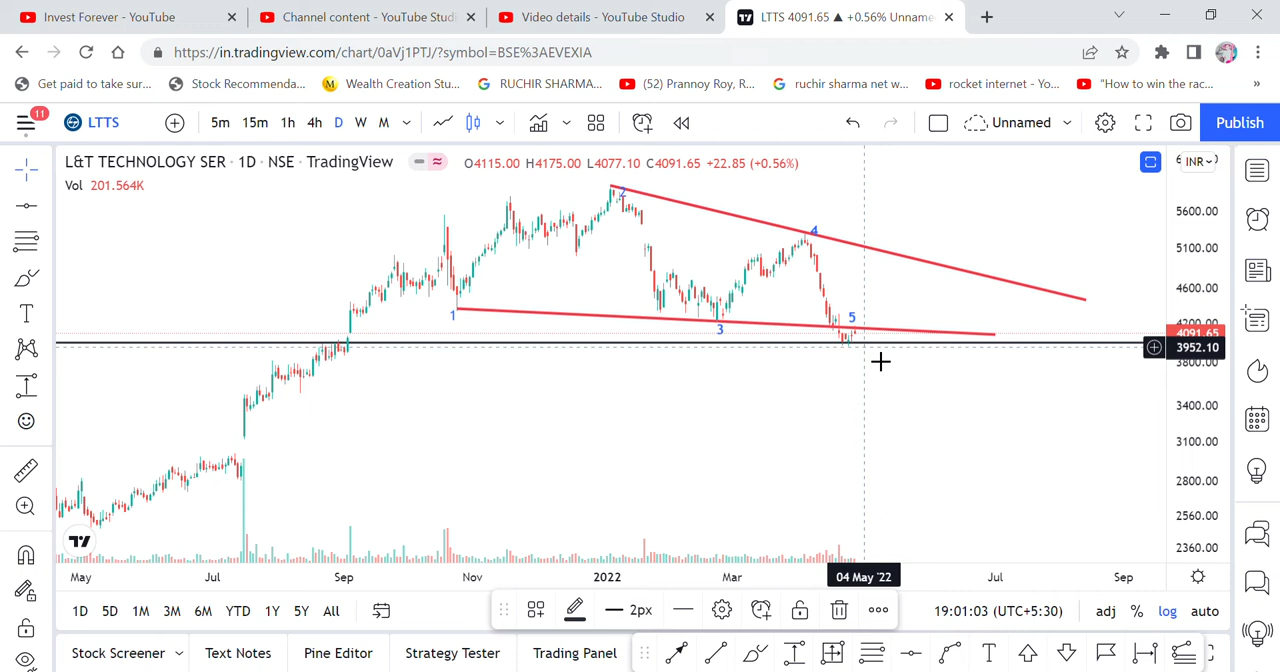 Invest Forever - YouTube
Channel content - YouTube Studi
Video details - YouTube Studio
LTTS 4091.65 ▲ +0.56% Unname
https://in.tradingview.com/chart/0aVj1PTJ/?symbol=BSE%3AEVEXIA
Get paid to take sur...
Stock Recommenda...
M Wealth Creation Stu...
RUCHIR SHARMA...
(52) Prannoy Roy, R...
ruchir sharma net w...
rocket internet - Yo...
"How to win the rac...
»
11
LTTS
5m 15m 1h 4h D W M
Unnamed
Publish
L&T TECHNOLOGY SER · 1D · NSE · TradingView
O4115.00 H4175.00 L4077.10 C4091.65 +22.85 (+0.56%)
INR
Vol 201.564K
5600.00
5100.00
4600.00
4200.00
4091.65
3952.10
3800.00
3400.00
3100.00
2800.00
2560.00
2360.00
1
2
3
4
5
May Jul Sep Nov 2022 Mar 04 May '22 Jul Sep
1D 5D 1M 3M 6M YTD 1Y 5Y All
2px
19:01:03 (UTC+5:30)
adj % log auto
Stock Screener
Text Notes
Pine Editor
Strategy Tester
Trading Panel